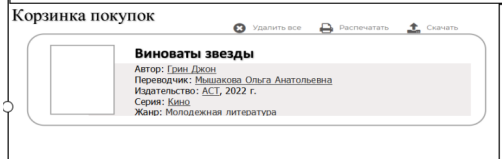 Корзинка покупок
Удалить все Распечатать Скачать
Виноваты звезды
Автор: Грин Джон
Переводчик: Мышакова Ольга Анатольевна
Издательство: АСТ, 2022 г.
Серия: Кино
Жанр: Молодежная литература